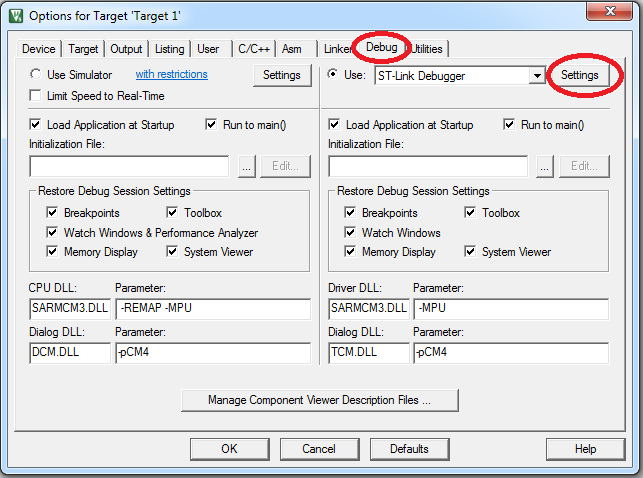 Options for Target 'Target 1'
Device Target Output Listing User C/C++ Asm Linker Debug Utilities
Use Simulator with restrictions Settings Use: ST-Link Debugger Settings
Limit Speed to Real-Time
Load Application at Startup Run to main() Load Application at Startup Run to main()
Initialization File: Initialization File:
... Edit... ... Edit...
Restore Debug Session Settings Restore Debug Session Settings
Breakpoints Toolbox Breakpoints Toolbox
Watch Windows & Performance Analyzer Watch Windows
Memory Display System Viewer Memory Display System Viewer
CPU DLL: Parameter: Driver DLL: Parameter:
SARMCM3.DLL -REMAP -MPU SARMCM3.DLL -MPU
Dialog DLL: Parameter: Dialog DLL: Parameter:
DCM.DLL -pCM4 TCM.DLL -pCM4
Manage Component Viewer Description Files ...
OK Cancel Defaults Help